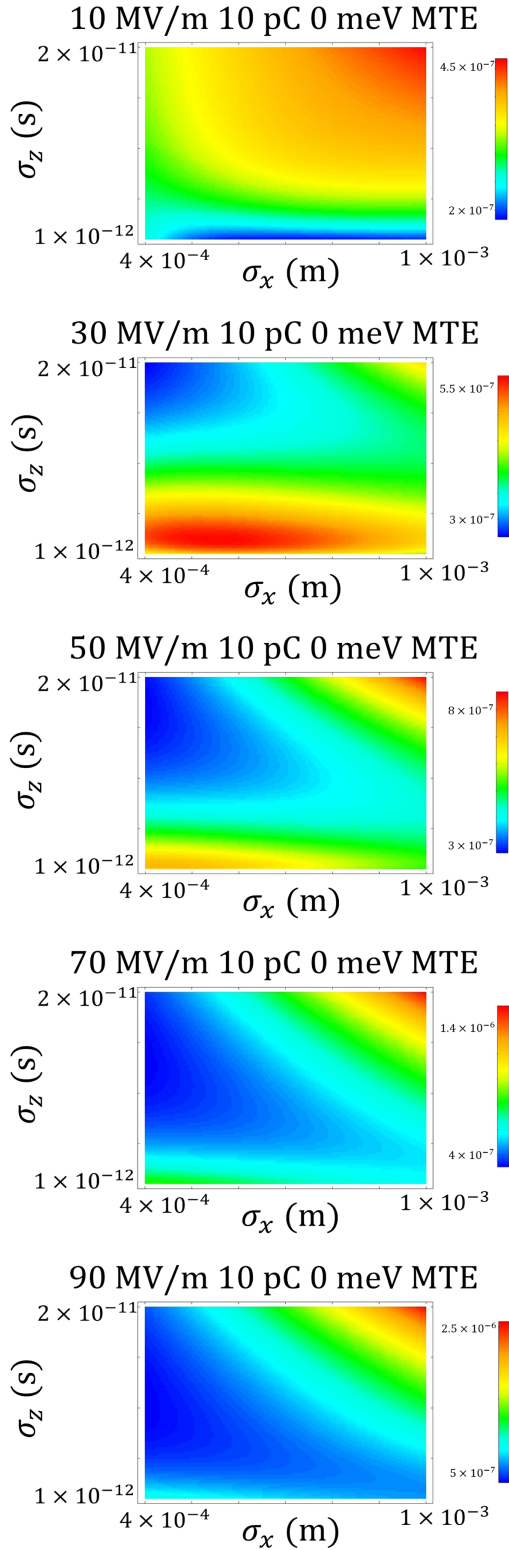 10 MV/m 10 pC 0 meV MTE
2 × 10⁻¹¹
4.5 × 10⁻⁷
σz (s)
2 × 10⁻⁷
1 × 10⁻¹²
4 × 10⁻⁴
σx (m)
1 × 10⁻³
30 MV/m 10 pC 0 meV MTE
2 × 10⁻¹¹
5.5 × 10⁻⁷
σz (s)
3 × 10⁻⁷
1 × 10⁻¹²
4 × 10⁻⁴
σx (m)
1 × 10⁻³
50 MV/m 10 pC 0 meV MTE
2 × 10⁻¹¹
8 × 10⁻⁷
σz (s)
3 × 10⁻⁷
1 × 10⁻¹²
4 × 10⁻⁴
σx (m)
1 × 10⁻³
70 MV/m 10 pC 0 meV MTE
2 × 10⁻¹¹
1.4 × 10⁻⁶
σz (s)
4 × 10⁻⁷
1 × 10⁻¹²
4 × 10⁻⁴
σx (m)
1 × 10⁻³
90 MV/m 10 pC 0 meV MTE
2 × 10⁻¹¹
2.5 × 10⁻⁶
σz (s)
5 × 10⁻⁷
1 × 10⁻¹²
4 × 10⁻⁴
σx (m)
1 × 10⁻³